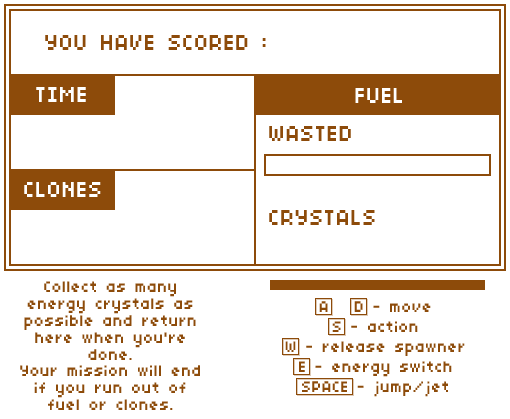 YOU HAVE SCORED :
TIME
FUEL
WASTED
CLONES
CRYSTALS
Collect as many
energy crystals as
possible and return
here when you're
done.
Your mission will end
if you run out of
fuel or clones.
A D - move
S - action
W - release spawner
E - energy switch
SPACE - jump/jet